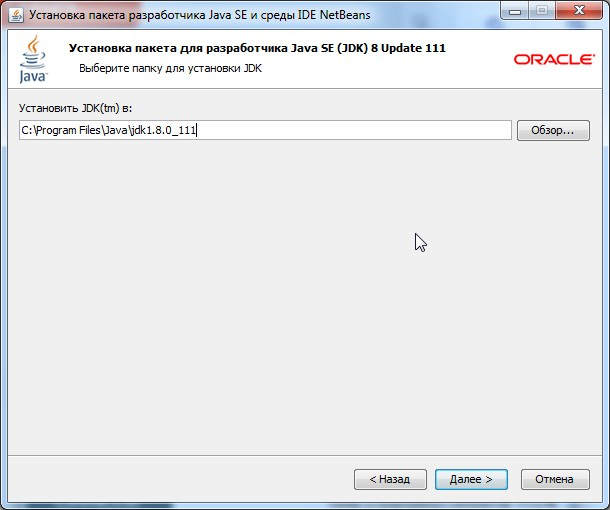 Установка пакета разработчика Java SE и среды IDE NetBeans
Установка пакета для разработчика Java SE (JDK) 8 Update 111
Выберите папку для установки JDK
Java
ORACLE
Установить JDK(tm) в:
C:\Program Files\Java\jdk1.8.0_111
Обзор...
< Назад
Далее >
Отмена